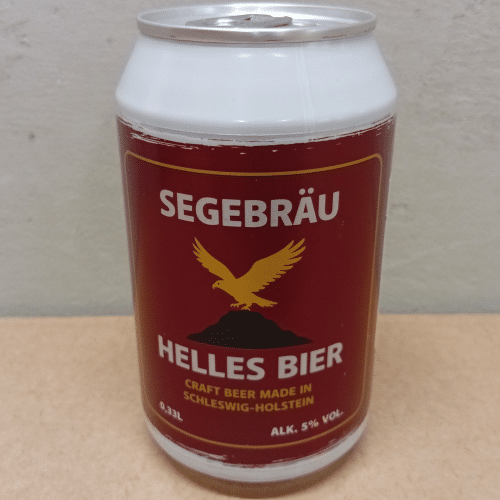 SEGEBRÄU
HELLES BIER
CRAFT BEER MADE IN
SCHLESWIG-HOLSTEIN
0,33L
ALK. 5% VOL.